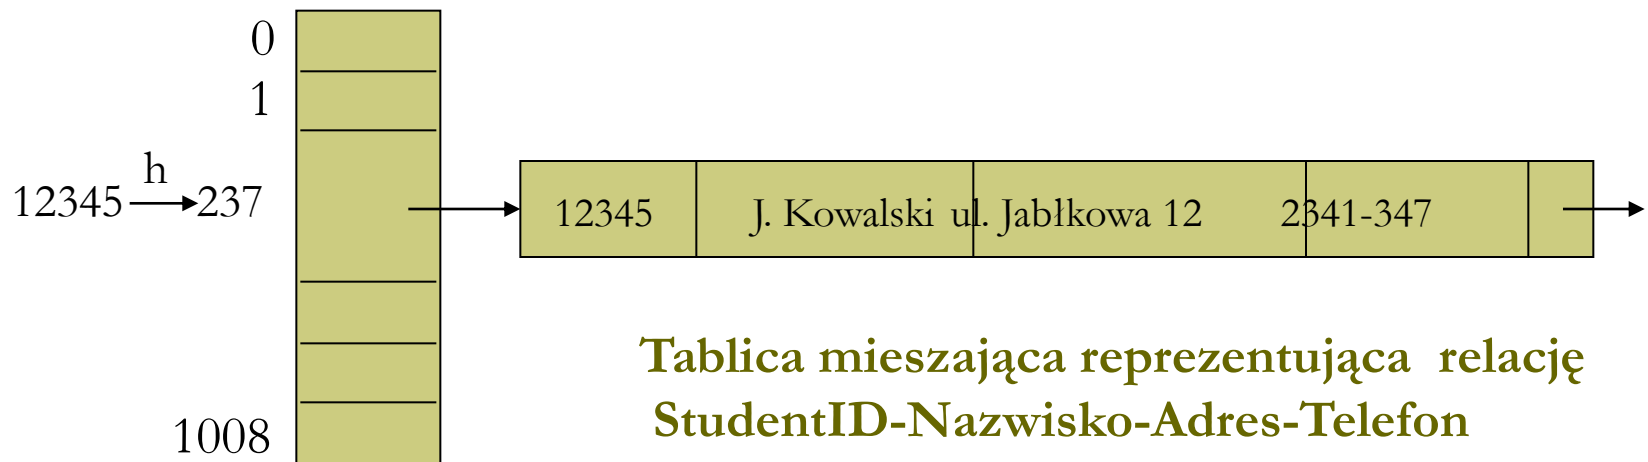 0
1
h
12345 237
12345 J. Kowalski ul. Jabłkowa 12 2341-347
Tablica mieszająca reprezentująca relację
StudentID-Nazwisko-Adres-Telefon
1008